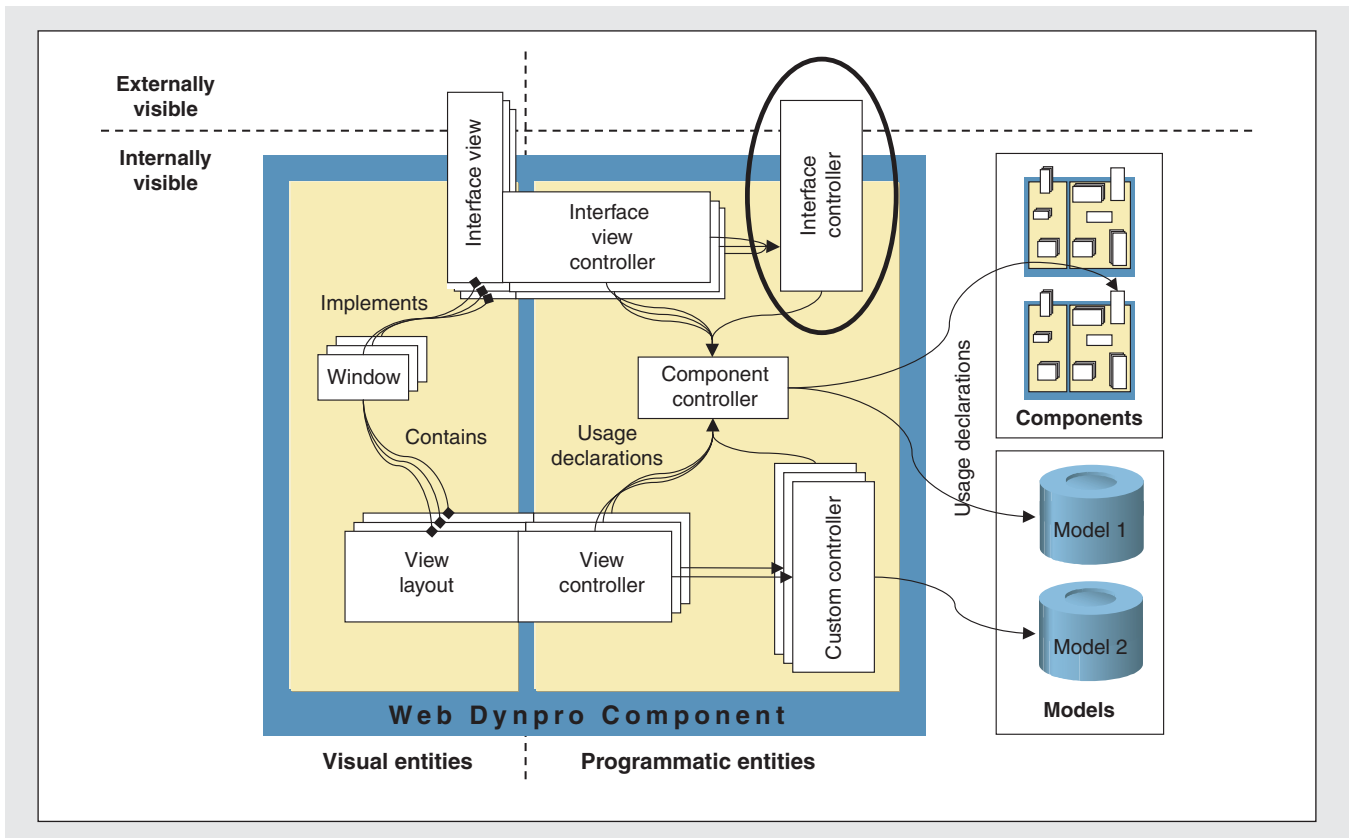 Externally
visible
Internally
visible
Interface view
Interface
view
controller
Interface
controller
Implements
Window
Component
controller
Contains
Usage
declarations
View
layout
View
controller
Custom controller
Web Dynpro Component
Visual entities
Programmatic entities
Usage declarations
Components
Model 1
Model 2
Models